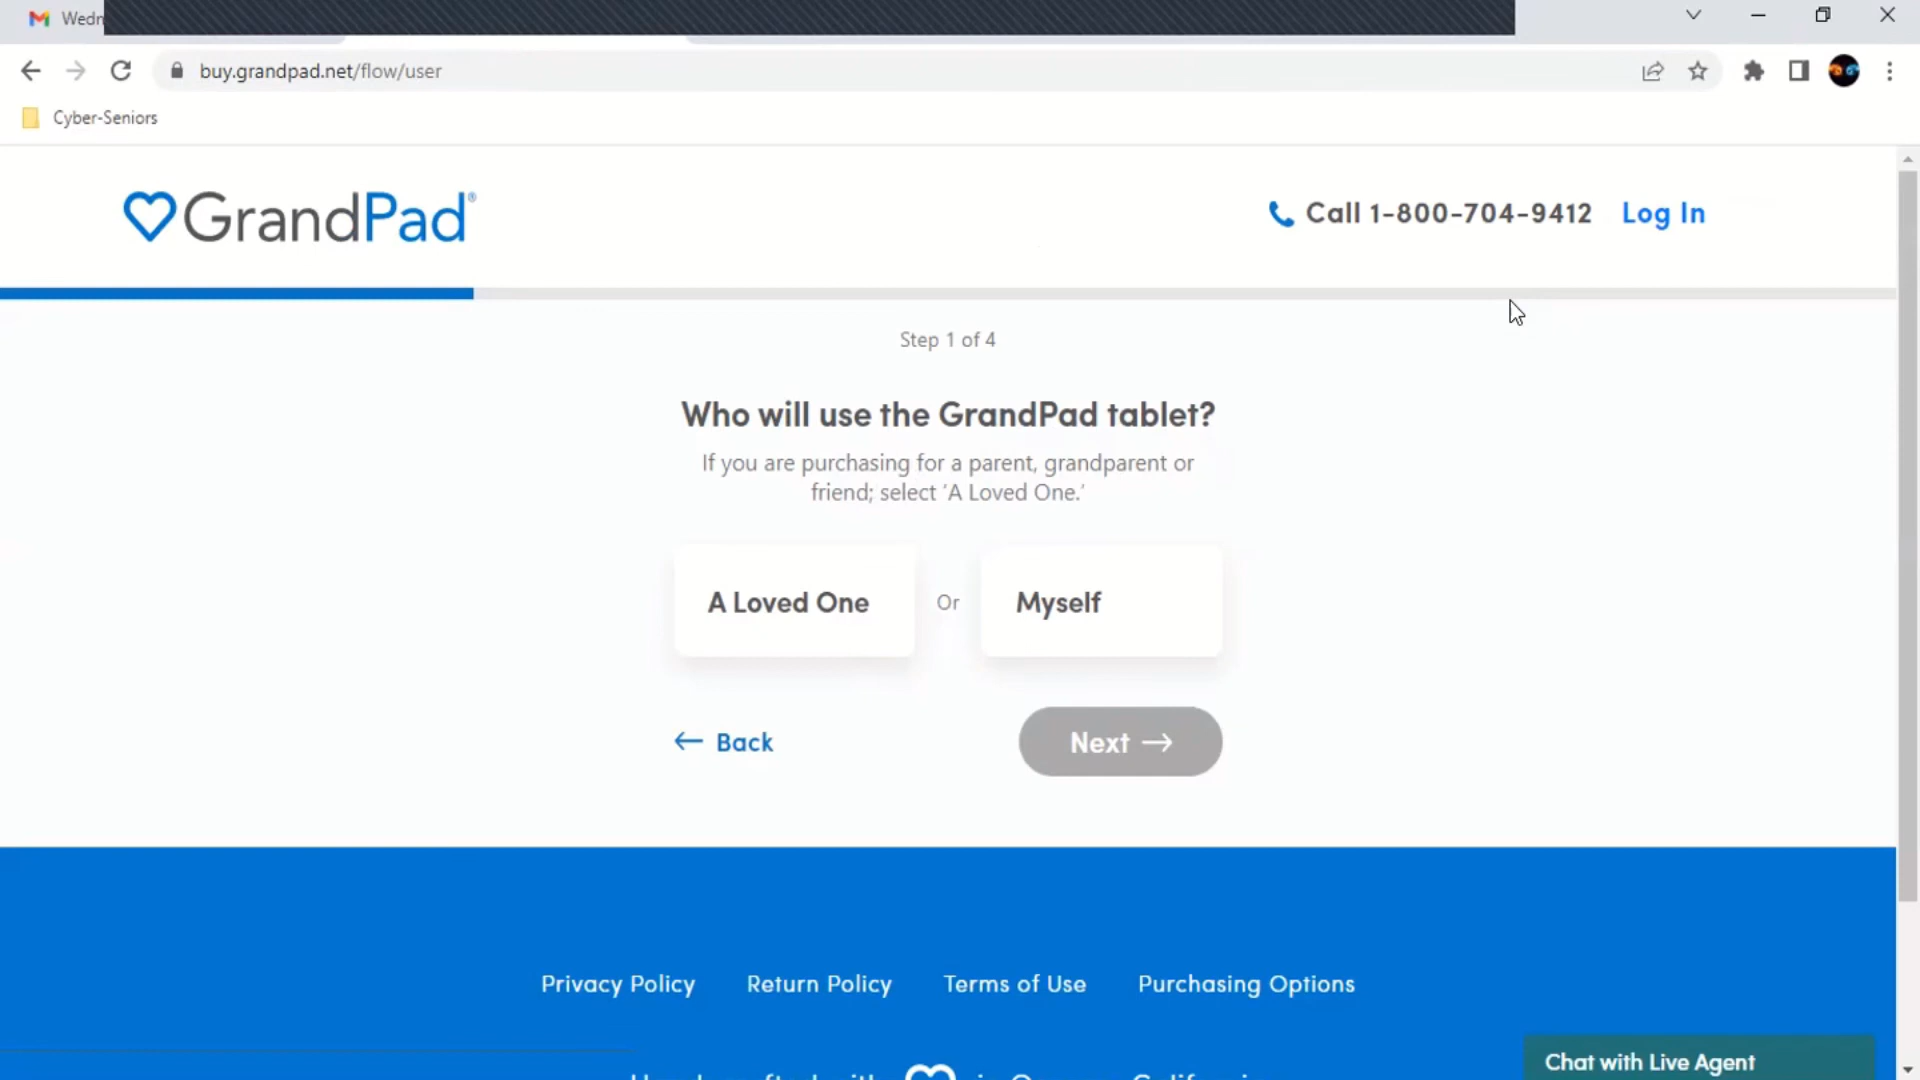 Wedn
buy.grandpad.net/flow/user
Cyber-Seniors
GrandPad®
Call 1-800-704-9412
Log In
Step 1 of 4
Who will use the GrandPad tablet?
If you are purchasing for a parent, grandparent or
friend; select ‘A Loved One.’
A Loved One
Or
Myself
← Back
Next →
Privacy Policy
Return Policy
Terms of Use
Purchasing Options
Chat with Live Agent